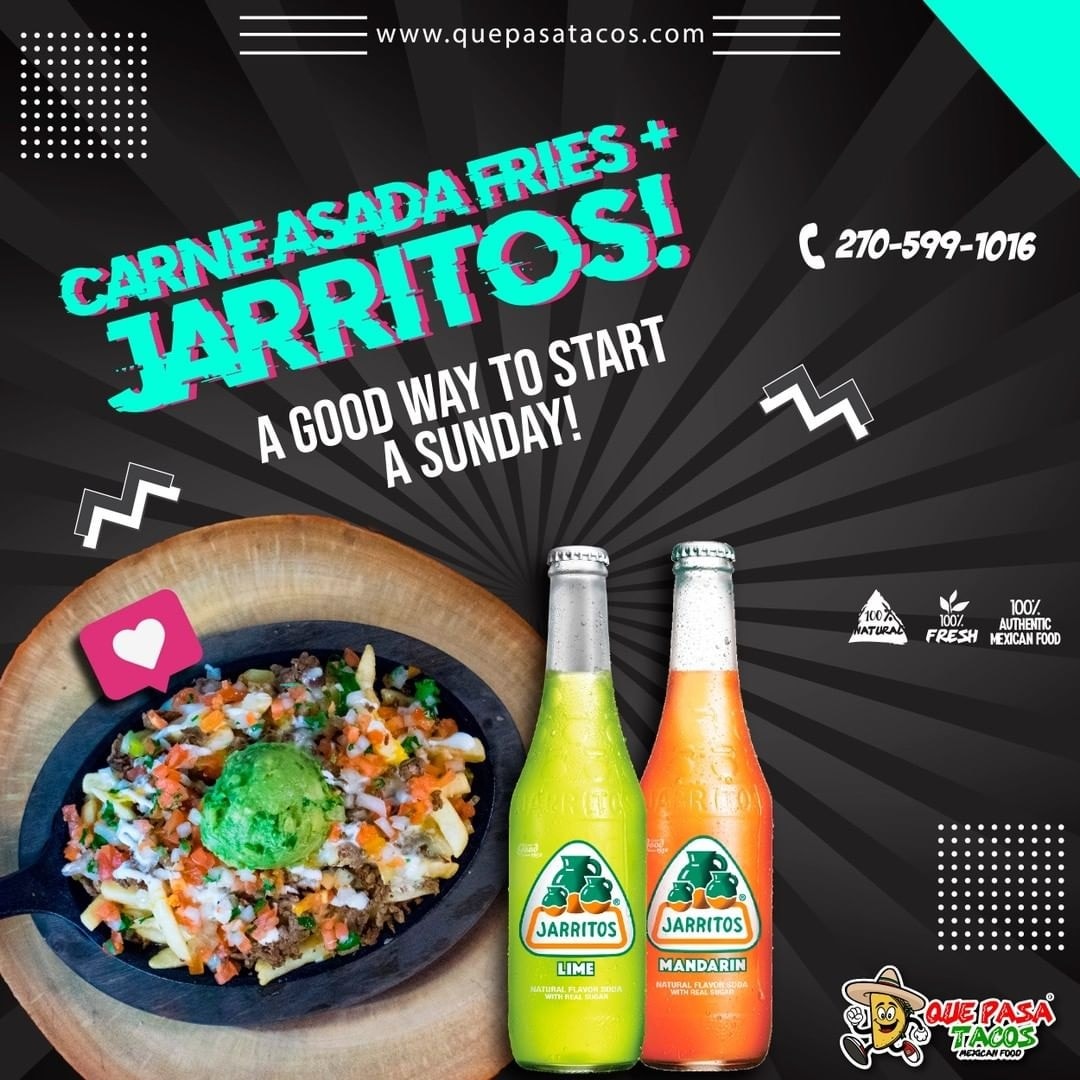 www.quepasatacos.com
CARNE ASADA FRIES +
JARRITOS!
A GOOD WAY TO START
A SUNDAY!
270-599-1016
100%
NATURAL
100%
FRESH
100%
AUTHENTIC
MEXICAN FOOD
JARRITOS
JARRITOS
LIME
NATURAL FLAVOR SODA
WITH REAL SUGAR
JARRITOS
JARRITOS
MANDARIN
NATURAL FLAVOR SODA
WITH REAL SUGAR
QUE PASA
TACOS
MEXICAN FOOD